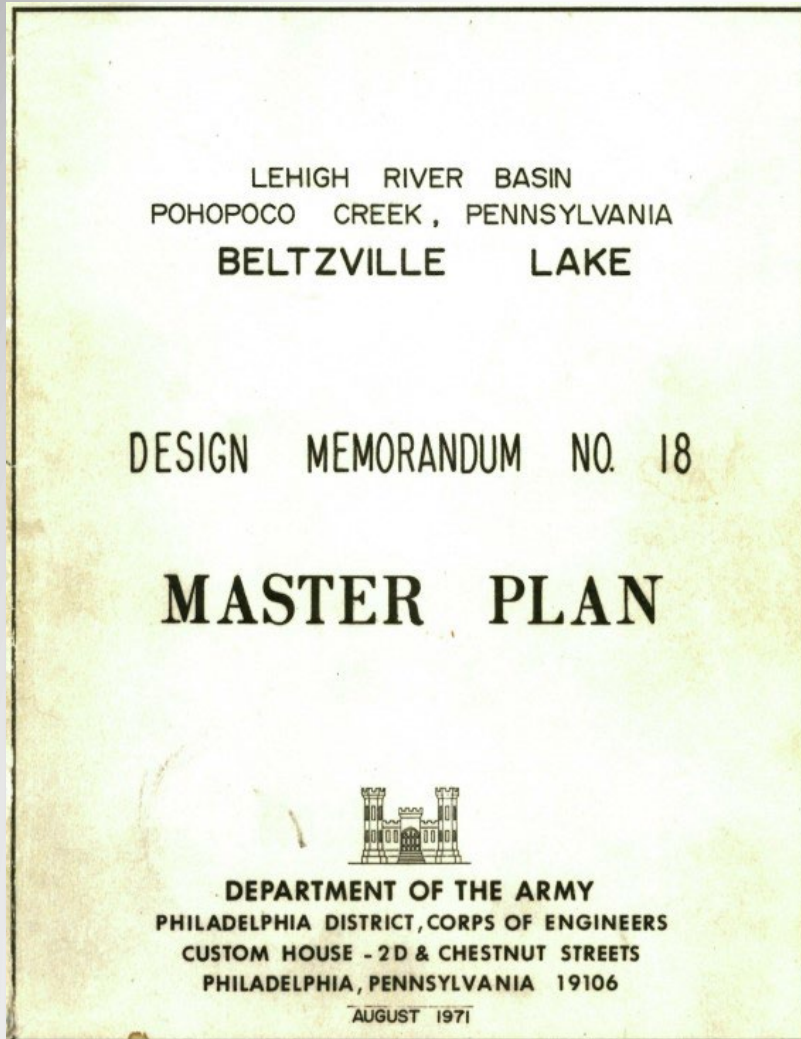 LEHIGH RIVER BASIN
POHOPOCO CREEK, PENNSYLVANIA
BELTZVILLE LAKE
DESIGN MEMORANDUM NO. 18
MASTER PLAN
DEPARTMENT OF THE ARMY
PHILADELPHIA DISTRICT, CORPS OF ENGINEERS
CUSTOM HOUSE - 2D & CHESTNUT STREETS
PHILADELPHIA, PENNSYLVANIA 19106
AUGUST 1971